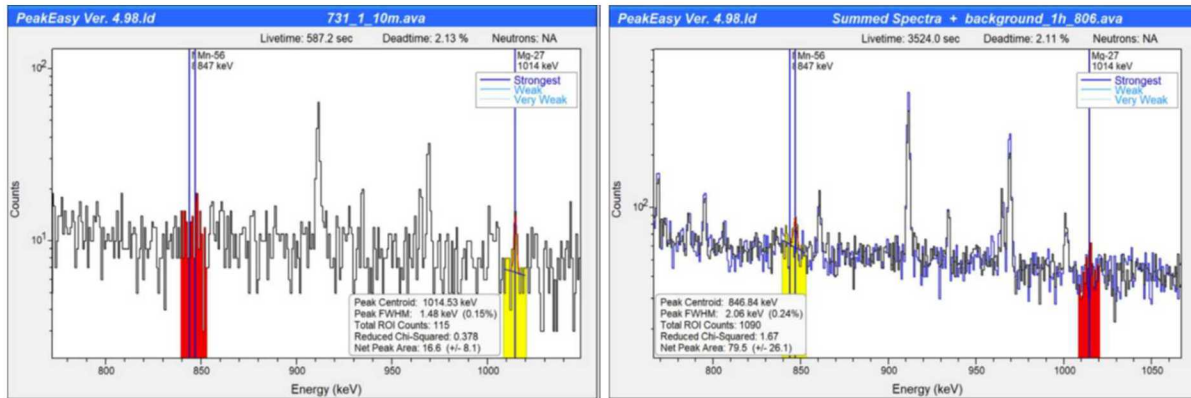 PeakEasy Ver. 4.98.ld 731_1_10m.ava
Livetime: 587.2 sec Deadtime: 2.13 % Neutrons: NA
Mn-56
847 keV
Mg-27
1014 keV
Strongest
Weak
Very Weak
10²
10¹
Counts
Peak Centroid: 1014.53 keV
Peak FWHM: 1.48 keV (0.15%)
Total ROI Counts: 115
Reduced Chi-Squared: 0.378
Net Peak Area: 16.6 (+/- 8.1)
800 850 900 950 1000
Energy (keV)
PeakEasy Ver. 4.98.ld Summed Spectra + background_1h_806.ava
Livetime: 3524.0 sec Deadtime: 2.11 % Neutrons: NA
Mn-56
847 keV
Mg-27
1014 keV
Strongest
Weak
Very Weak
10²
Counts
Peak Centroid: 846.84 keV
Peak FWHM: 2.06 keV (0.24%)
Total ROI Counts: 1090
Reduced Chi-Squared: 1.67
Net Peak Area: 79.5 (+/- 26.1)
800 850 900 950 1000 1050
Energy (keV)